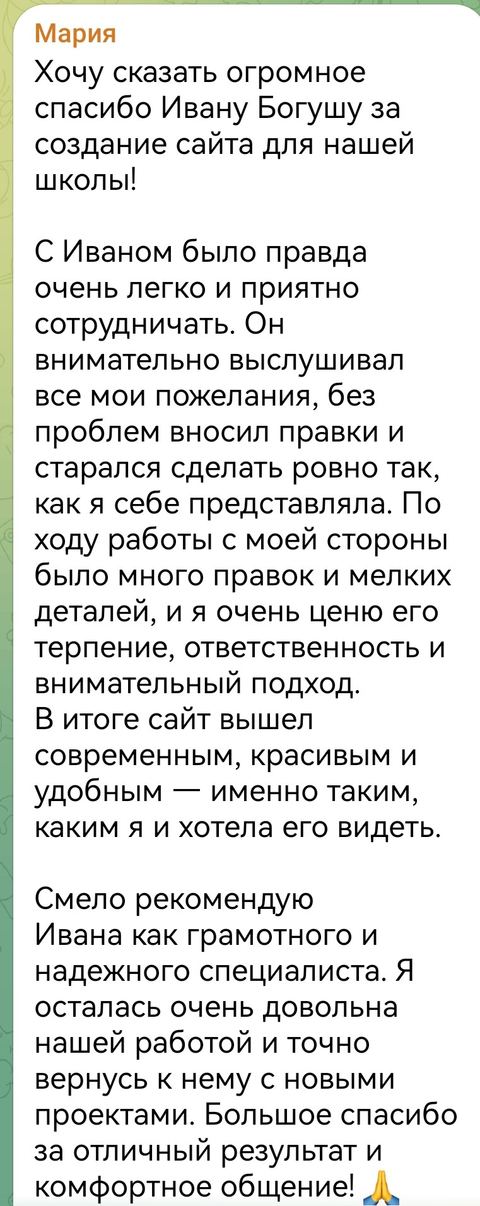 Мария
Хочу сказать огромное
спасибо Ивану Богушу за
создание сайта для нашей
школы!
С Иваном было правда
очень легко и приятно
сотрудничать. Он
внимательно выслушивал
все мои пожелания, без
проблем вносил правки и
старался сделать ровно так,
как я себе представляла. По
ходу работы с моей стороны
было много правок и мелких
деталей, и я очень ценю его
терпение, ответственность и
внимательный подход.
В итоге сайт вышел
современным, красивым и
удобным — именно таким,
каким я и хотела его видеть.
Смело рекомендую
Ивана как грамотного и
надежного специалиста. Я
осталась очень довольна
нашей работой и точно
вернусь к нему с новыми
проектами. Большое спасибо
за отличный результат и
комфортное общение! 🙏